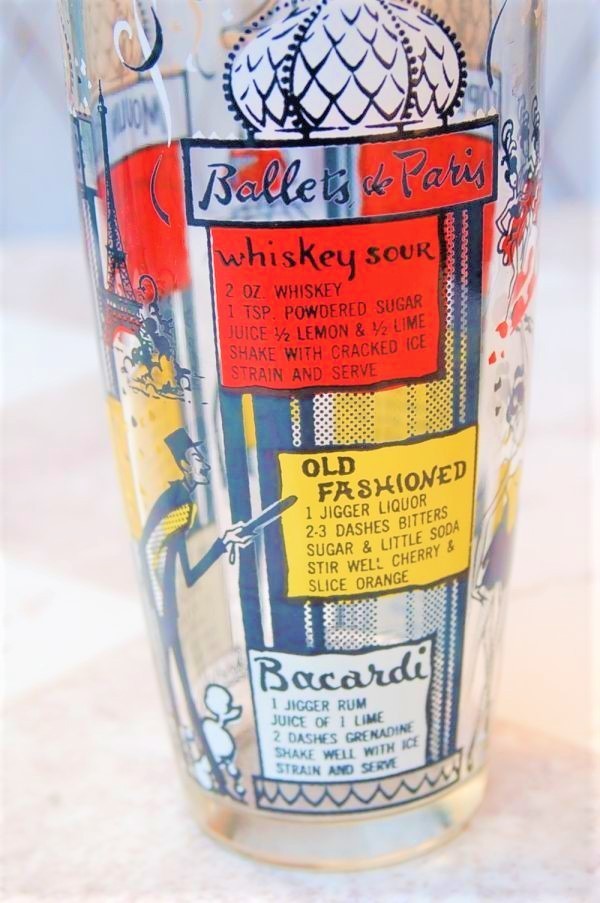 Ballets de Paris
whiskey sour
2 OZ. WHISKEY
1 TSP. POWDERED SUGAR
JUICE ½ LEMON & ½ LIME
SHAKE WITH CRACKED ICE
STRAIN AND SERVE
OLD
FASHIONED
1 JIGGER LIQUOR
2-3 DASHES BITTERS
SUGAR & LITTLE SODA
STIR WELL CHERRY &
SLICE ORANGE
Bacardi
1 JIGGER RUM
JUICE OF 1 LIME
2 DASHES GRENADINE
SHAKE WELL WITH ICE
STRAIN AND SERVE